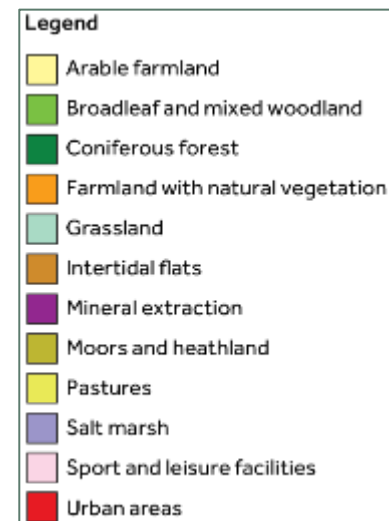 Legend
Arable farmland
Broadleaf and mixed woodland
Coniferous forest
Farmland with natural vegetation
Grassland
Intertidal flats
Mineral extraction
Moors and heathland
Pastures
Salt marsh
Sport and leisure facilities
Urban areas